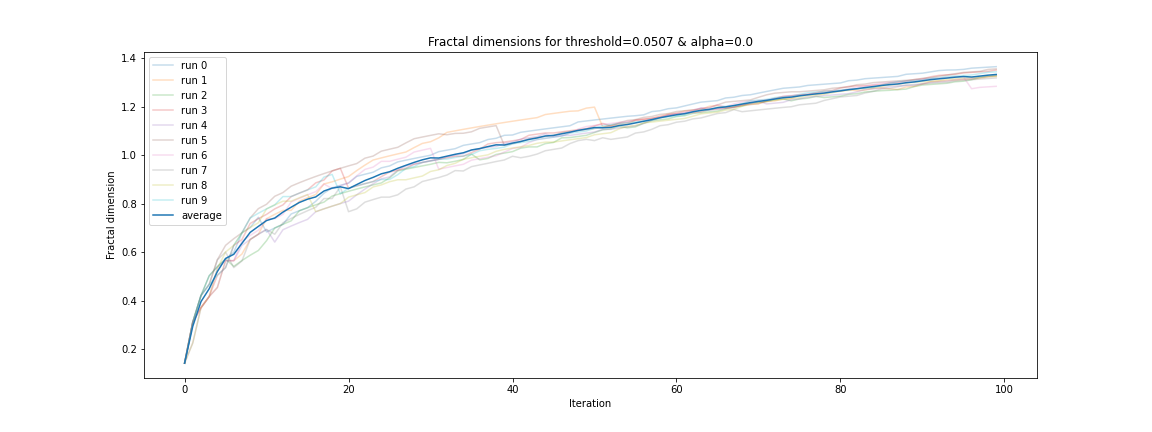 Fractal dimensions for threshold=0.0507 & alpha=0.0
Fractal dimension
1.4
1.2
1.0
0.8
0.6
0.4
0.2
run 0
run 1
run 2
run 3
run 4
run 5
run 6
run 7
run 8
run 9
average
0
20
40
60
80
100
Iteration